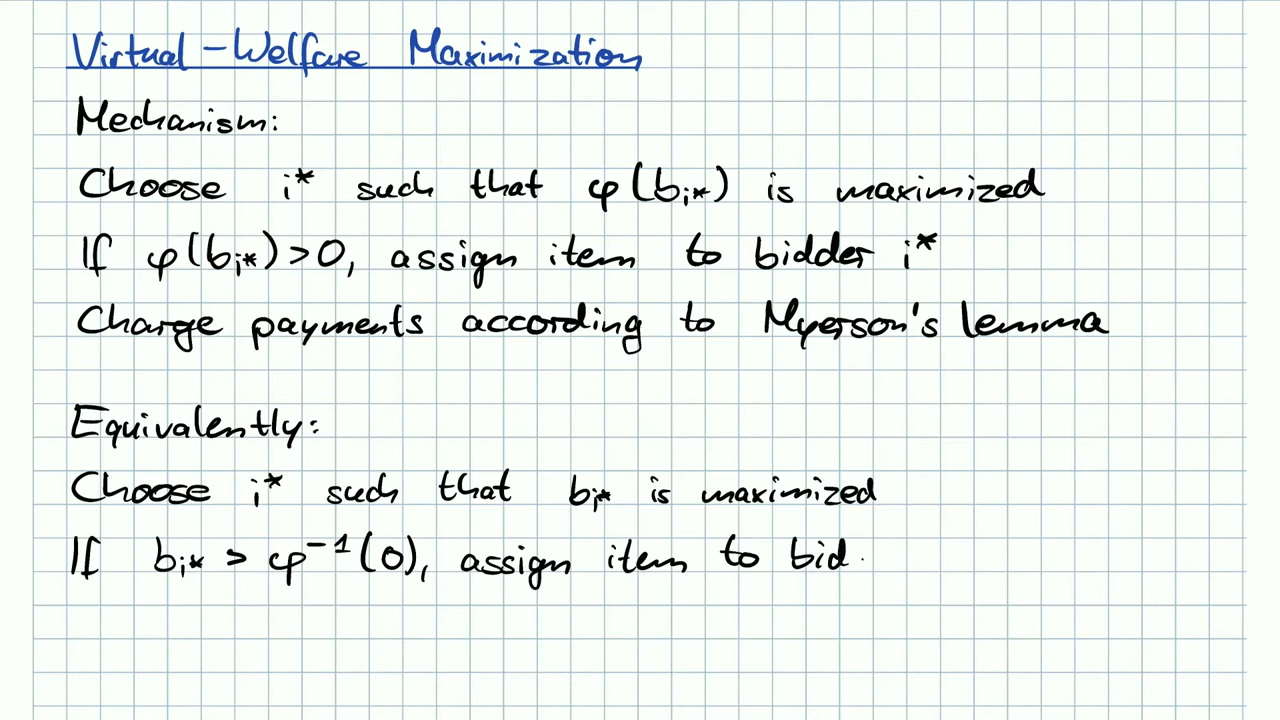 Virtual-Welfare Maximization
Mechanism:
Choose i* such that φ(b_i*) is maximized
If φ(b_i*)>0, assign item to bidder i*
Charge payments according to Myerson's lemma
Equivalently:
Choose i* such that b_i* is maximized
If b_i* > φ⁻¹(0), assign item to bid